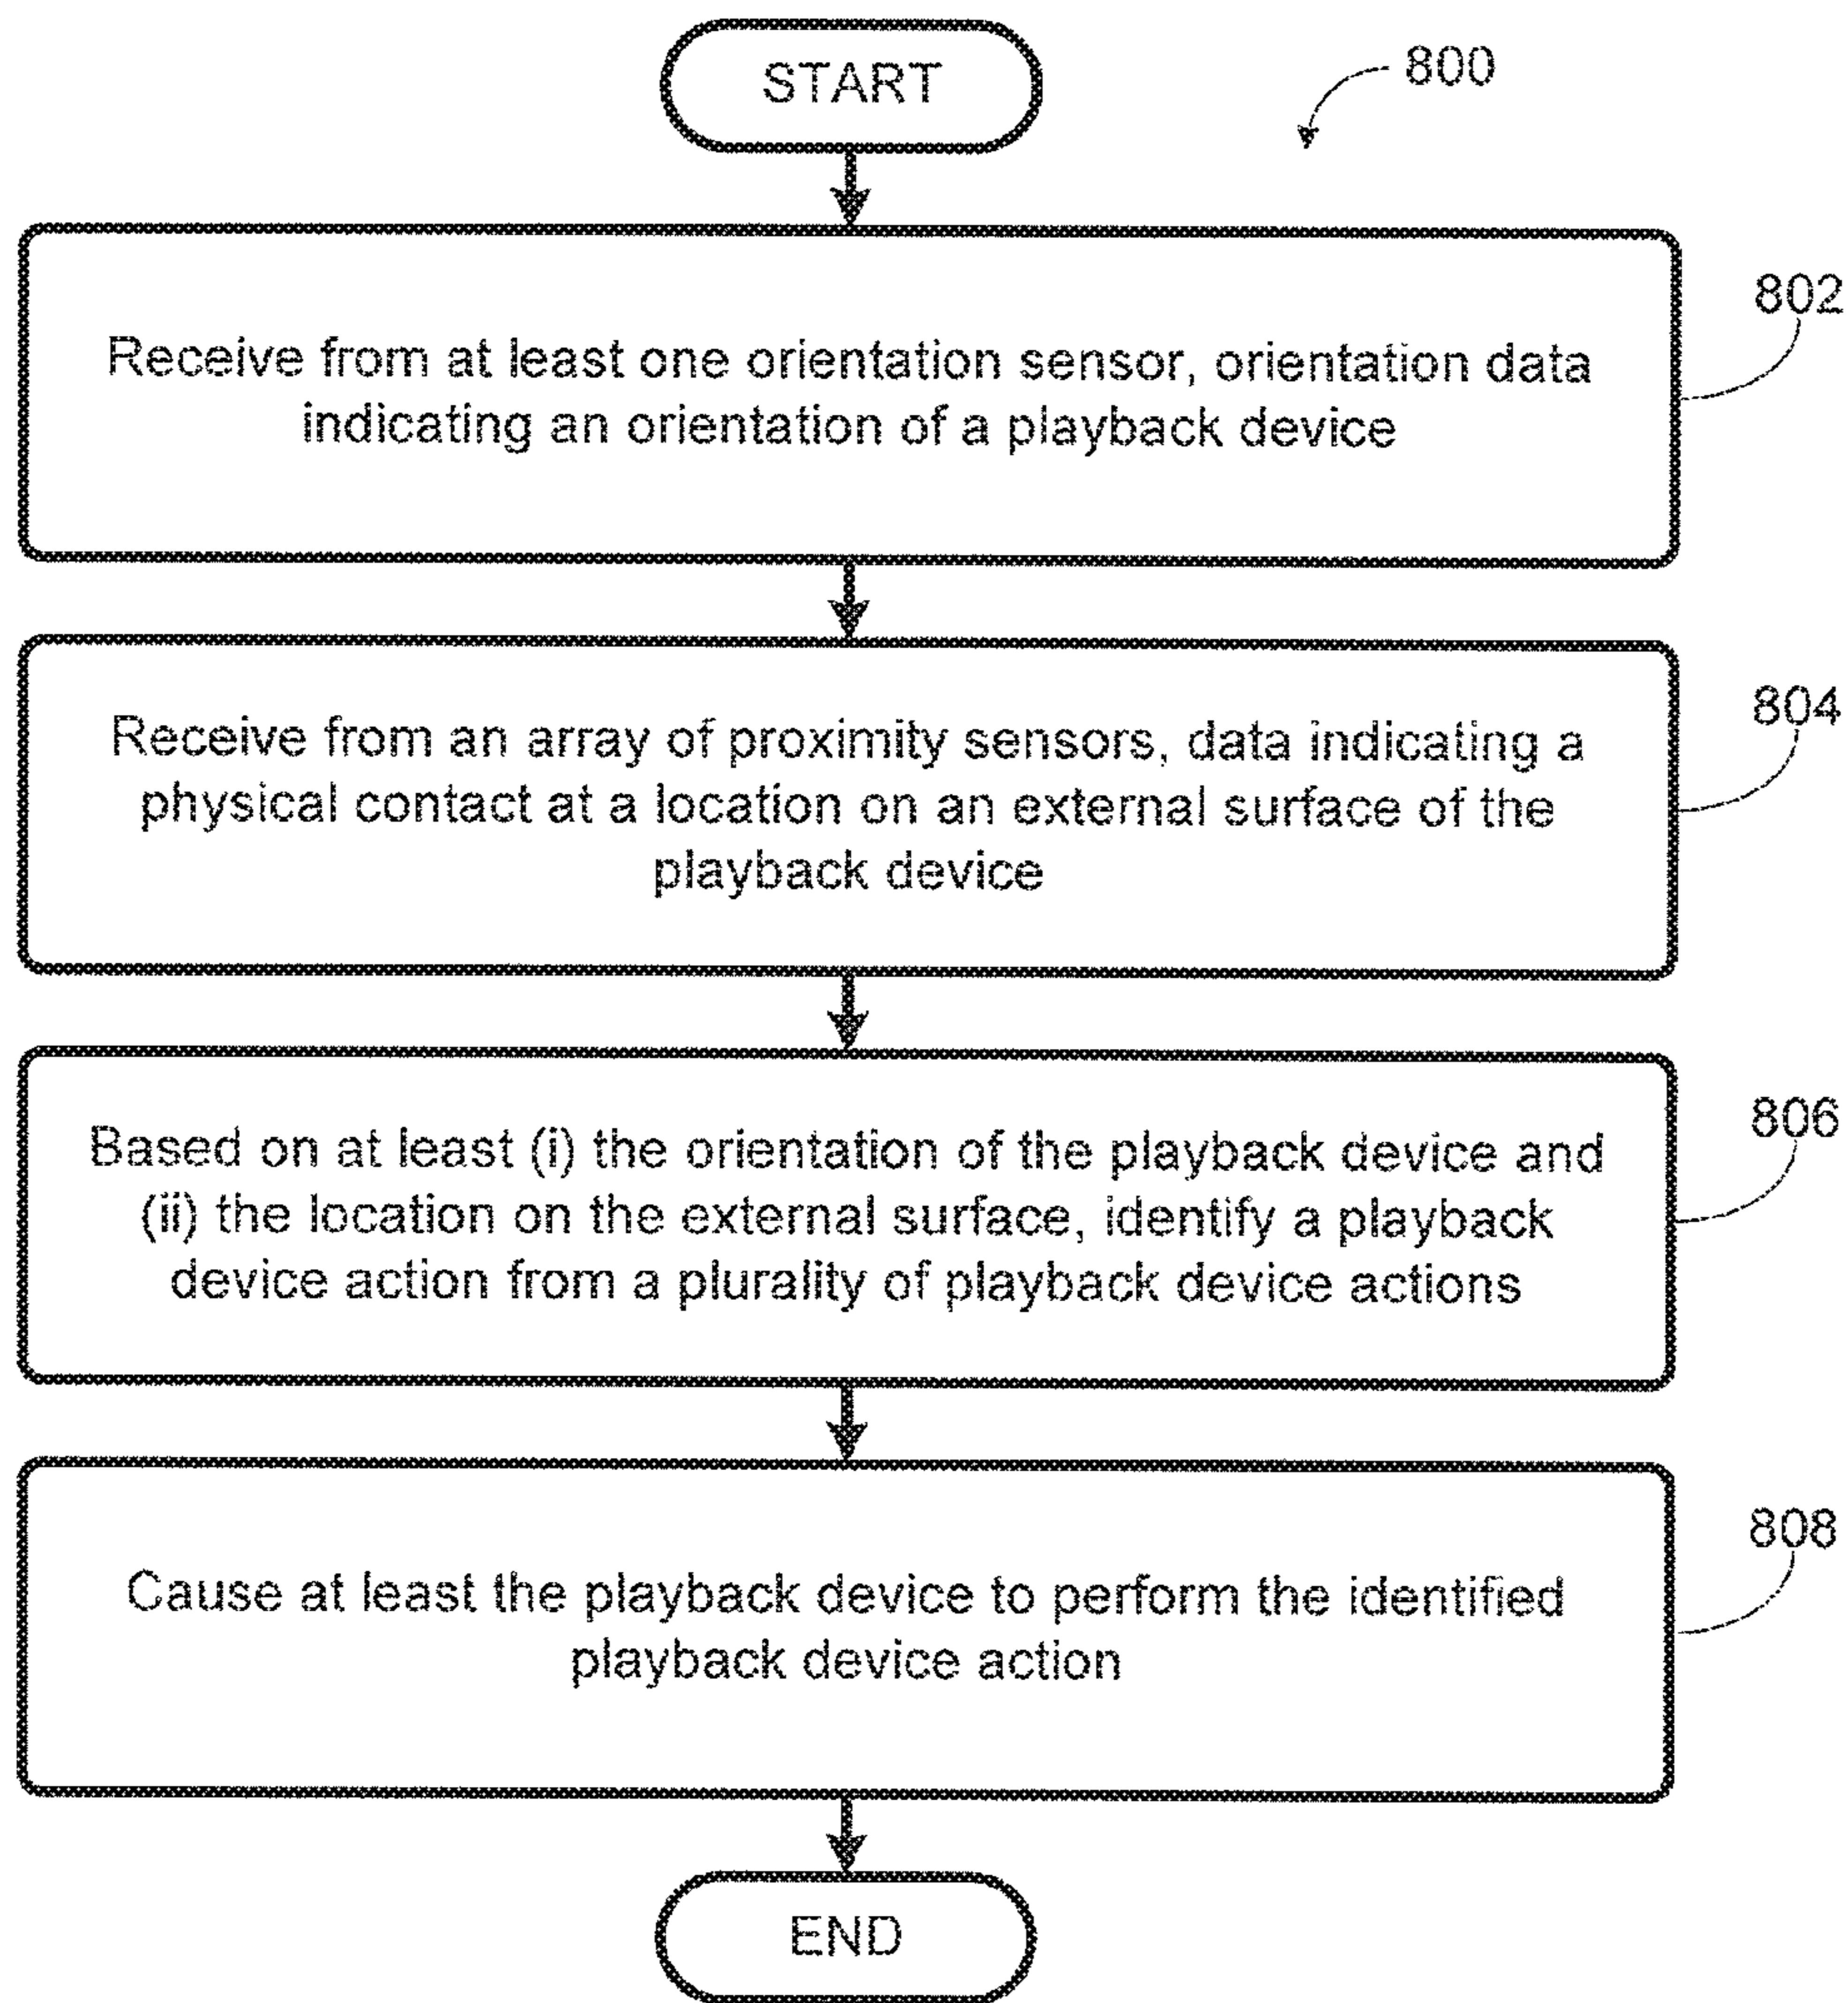 START
800
Receive from at least one orientation sensor, orientation data
indicating an orientation of a playback device
802
Receive from an array of proximity sensors, data indicating a
physical contact at a location on an external surface of the
playback device
804
Based on at least (i) the orientation of the playback device and
(ii) the location on the external surface, identify a playback
device action from a plurality of playback device actions
806
Cause at least the playback device to perform the identified
playback device action
808
END